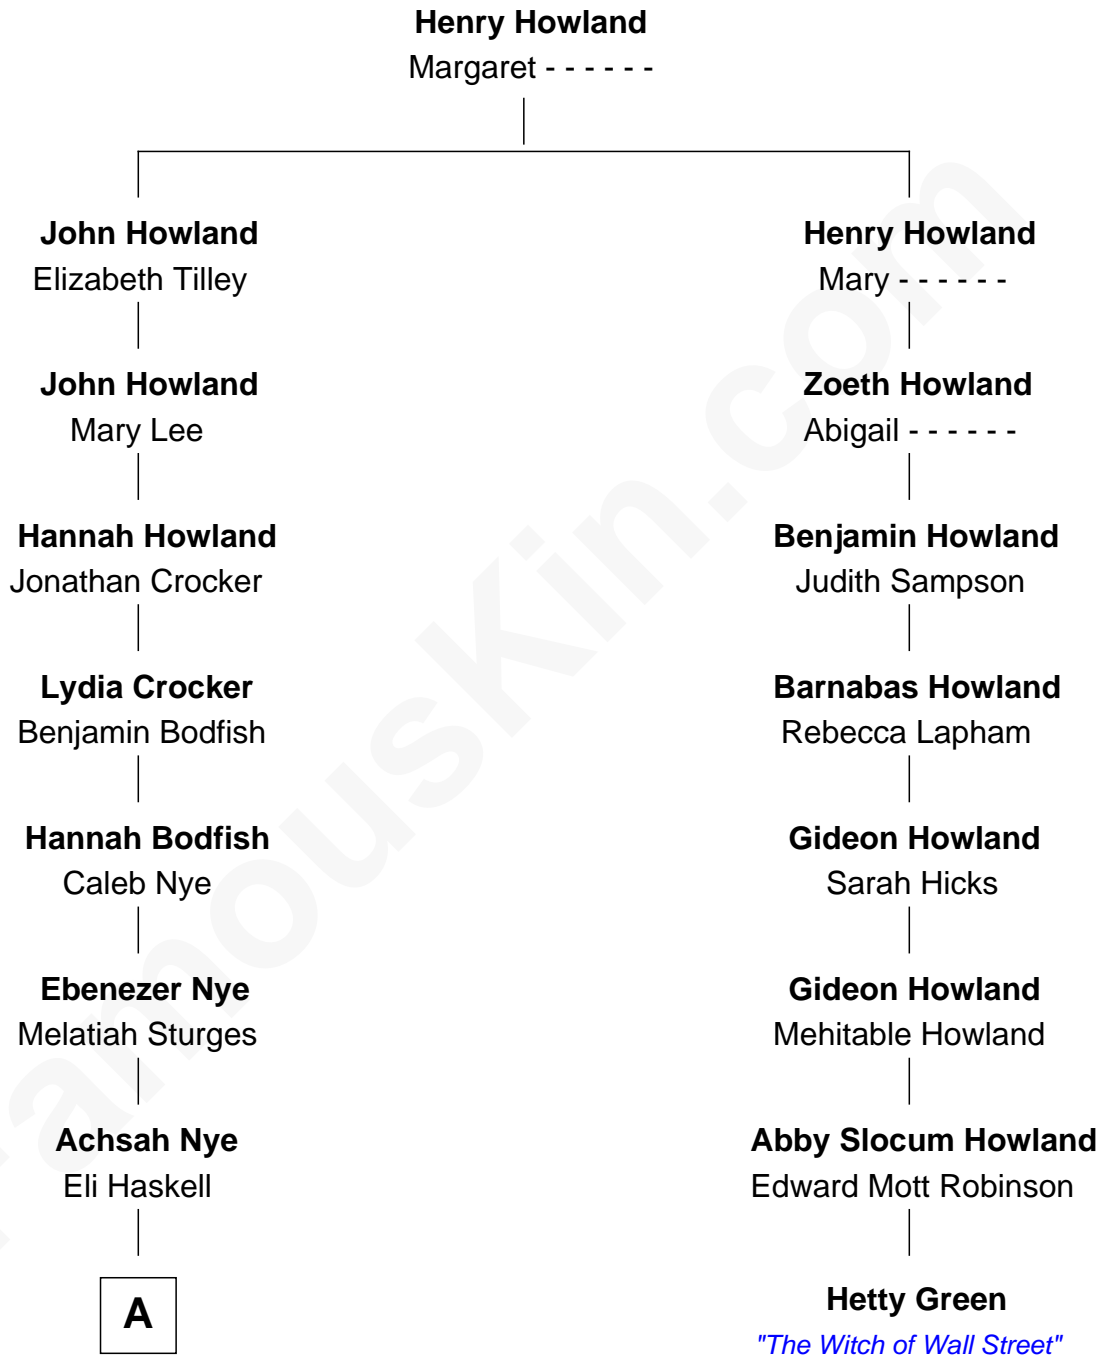 Henry Howland
Margaret - - - - - -
John Howland
Elizabeth Tilley
Henry Howland
Mary - - - - - -
John Howland
Mary Lee
Zoeth Howland
Abigail - - - - - -
Hannah Howland
Jonathan Crocker
Benjamin Howland
Judith Sampson
Lydia Crocker
Benjamin Bodfish
Barnabas Howland
Rebecca Lapham
Hannah Bodfish
Caleb Nye
Gideon Howland
Sarah Hicks
Ebenezer Nye
Melatiah Sturges
Gideon Howland
Mehitable Howland
Achsah Nye
Eli Haskell
Abby Slocum Howland
Edward Mott Robinson
A
Hetty Green
"The Witch of Wall Street"
FamousKin.com